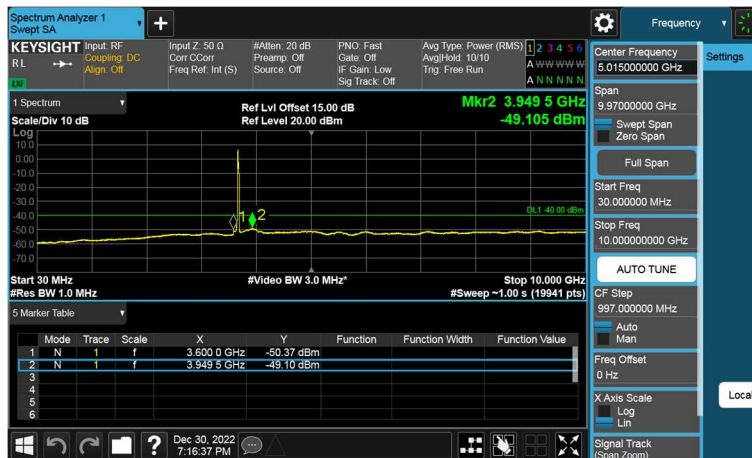 Spectrum Analyzer 1
Swept SA
Frequency
KEYSIGHT
RL
LXI
Input: RF
Coupling: DC
Align: Off
Input Z: 50 Ω
Corr CCorr
Freq Ref: Int (S)
#Atten: 20 dB
Preamp: Off
Source: Off
PNO: Fast
Gate: Off
IF Gain: Low
Sig Track: Off
Avg Type: Power (RMS)
Avg|Hold: 10/10
Trig: Free Run
1 2 3 4 5 6
A W W W W W
A N N N N N
1 Spectrum
Scale/Div 10 dB
Ref Lvl Offset 15.00 dB
Ref Level 20.00 dBm
Mkr2 3.949 5 GHz
-49.105 dBm
Log
10.0
0.00
-10.0
-20.0
-30.0
-40.0
-50.0
-60.0
-70.0
DL1 -40.00 dBm
1
2
Start 30 MHz
#Res BW 1.0 MHz
#Video BW 3.0 MHz*
Stop 10.000 GHz
#Sweep ~1.00 s (19941 pts)
5 Marker Table
Mode Trace Scale X Y Function Function Width Function Value
1 N 1 f 3.600 0 GHz -50.37 dBm
2 N 1 f 3.949 5 GHz -49.10 dBm
3
4
5
6
Dec 30, 2022
7:16:37 PM
Center Frequency
5.015000000 GHz
Settings
Span
9.97000000 GHz
Swept Span
Zero Span
Full Span
Start Freq
30.000000 MHz
Stop Freq
10.000000000 GHz
AUTO TUNE
CF Step
997.000000 MHz
Auto
Man
Freq Offset
0 Hz
X Axis Scale
Log
Lin
Local
Signal Track
(Span Zoom)